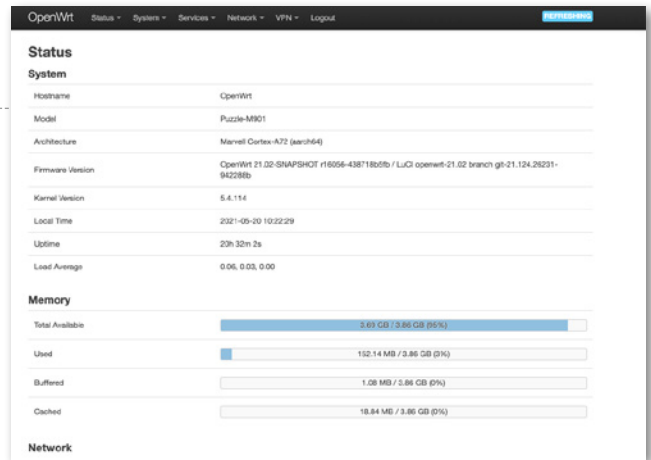 OpenWrt Status System Services Network VPN Logout REFRESHING
Status
System
Hostname OpenWrt
Model Puzzle-M901
Architecture Marvell Cortex-A72 (aarch64)
Firmware Version OpenWrt 21.02-SNAPSHOT r16056-438718b5fb / LuCI openwrt-21.02 branch git-21.124.26231-
942288b
Kernel Version 5.4.114
Local Time 2021-05-20 10:22:29
Uptime 20h 32m 2s
Load Average 0.06, 0.03, 0.00
Memory
Total Available 3.69 GB / 3.86 GB (95%)
Used 152.14 MB / 3.86 GB (3%)
Buffered 1.08 MB / 3.86 GB (0%)
Cached 18.84 MB / 3.86 GB (0%)
Network